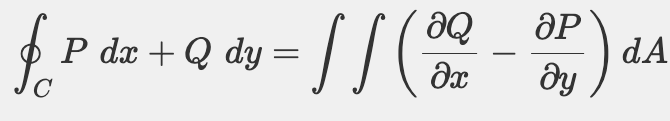 ∮_C P dx + Q dy = ∫∫ (∂Q/∂x − ∂P/∂y) dA